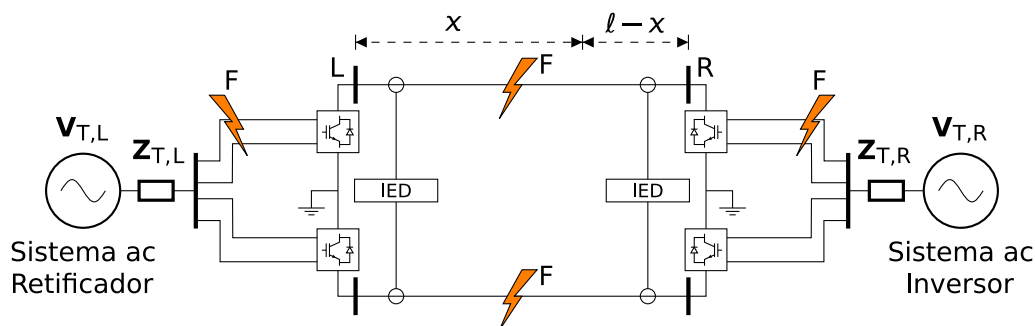 x
ℓ − x
L
F
R
F
F
V_T,L
Z_T,L
V_T,R
Z_T,R
IED
IED
Sistema ac
Retificador
Sistema ac
Inversor
F